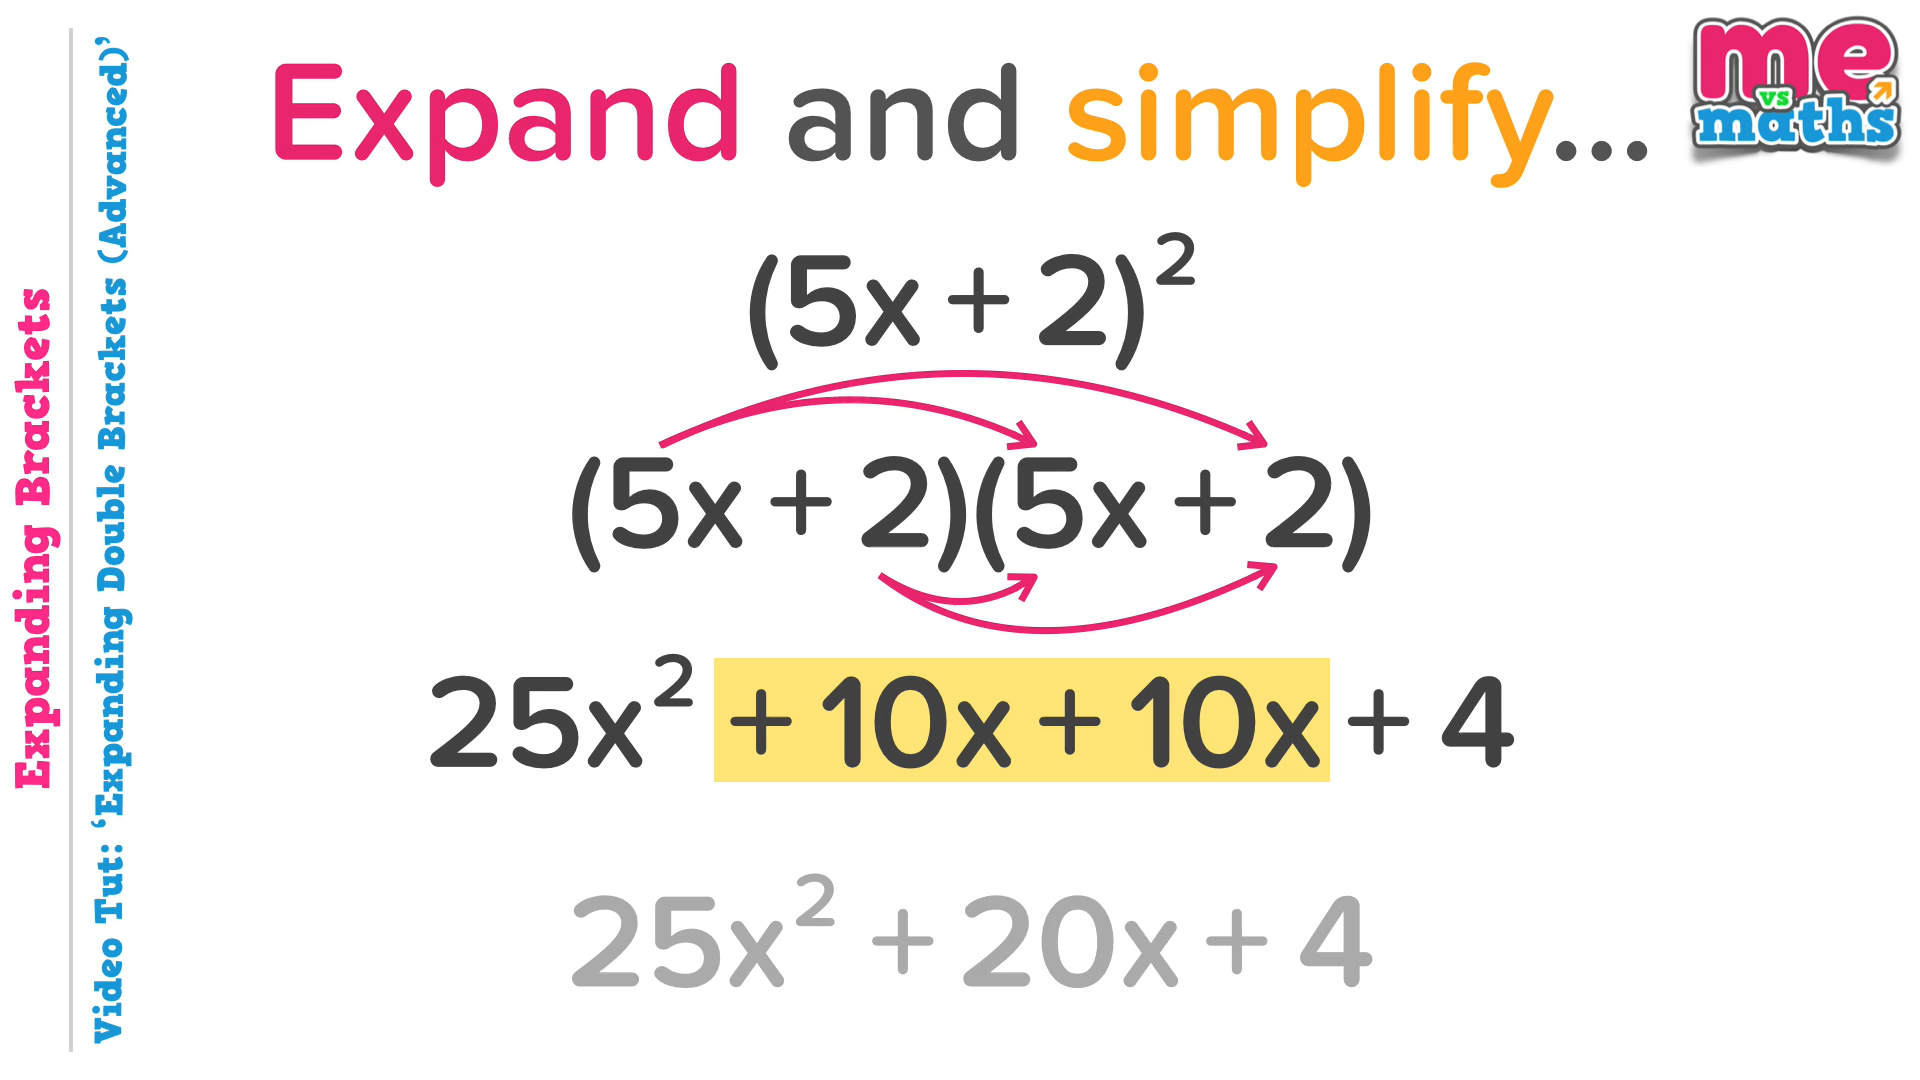 Expanding Brackets
Video Tut: ‘Expanding Double Brackets (Advanced)’
Expand and simplify...
me
vs
maths
(5x + 2)²
(5x + 2)(5x + 2)
25x² + 10x + 10x + 4
25x² + 20x + 4